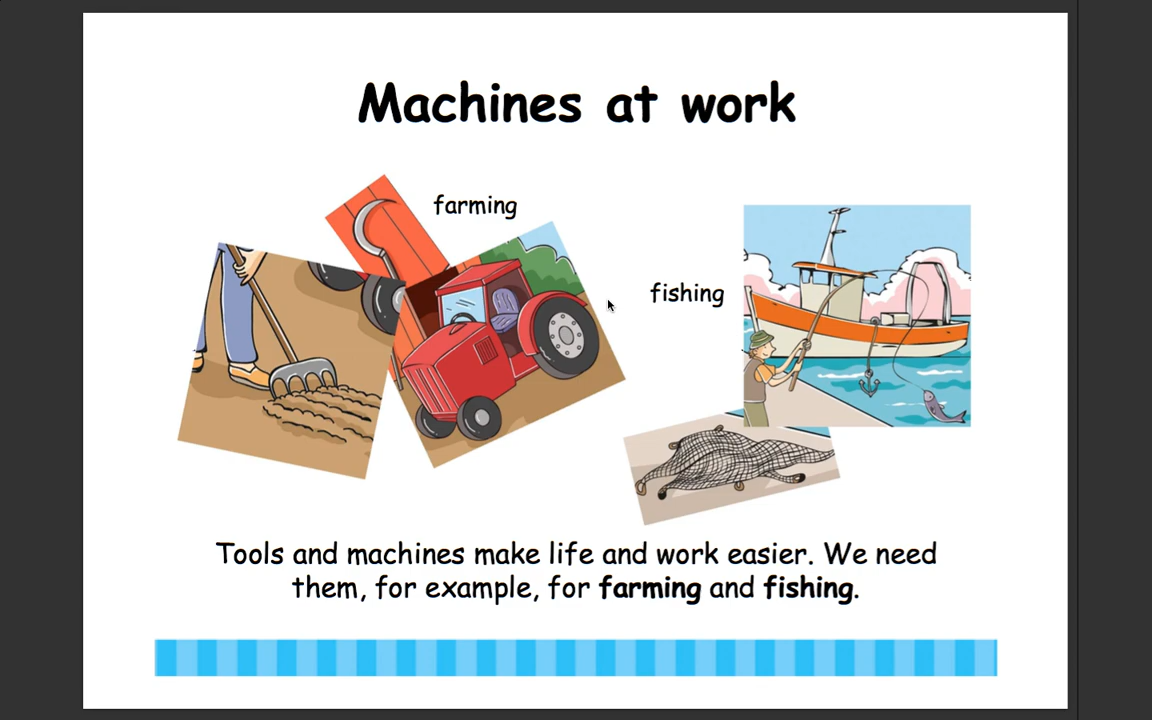 Machines at work
farming
fishing
Tools and machines make life and work easier. We need
them, for example, for farming and fishing.